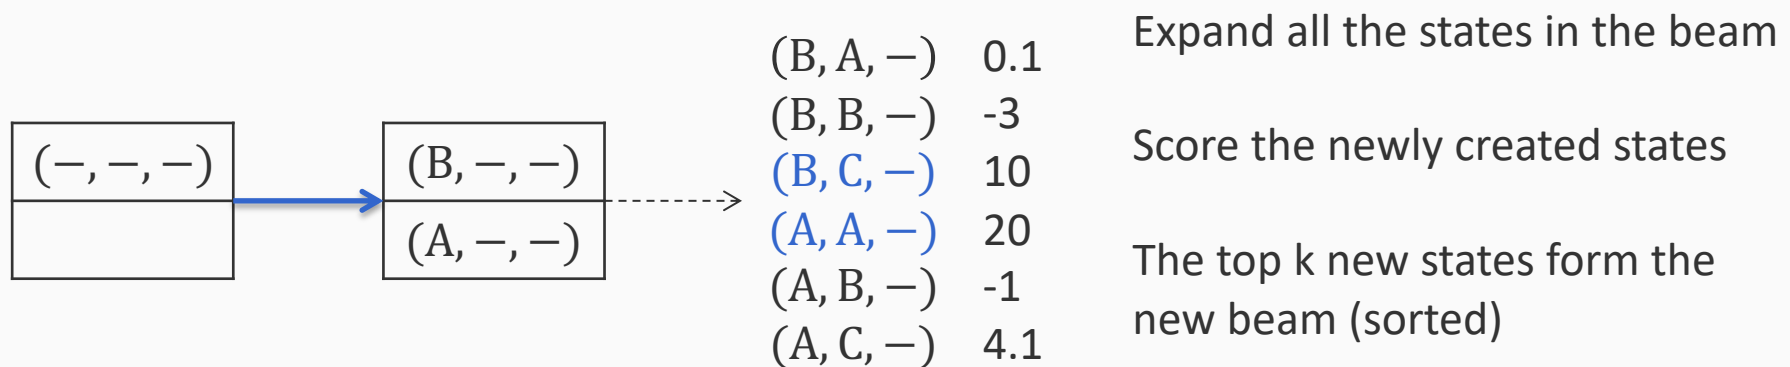 (−, −, −)
(B, −, −)
(A, −, −)
(B, A, −) 0.1
(B, B, −) -3
(B, C, −) 10
(A, A, −) 20
(A, B, −) -1
(A, C, −) 4.1
Expand all the states in the beam
Score the newly created states
The top k new states form the
new beam (sorted)